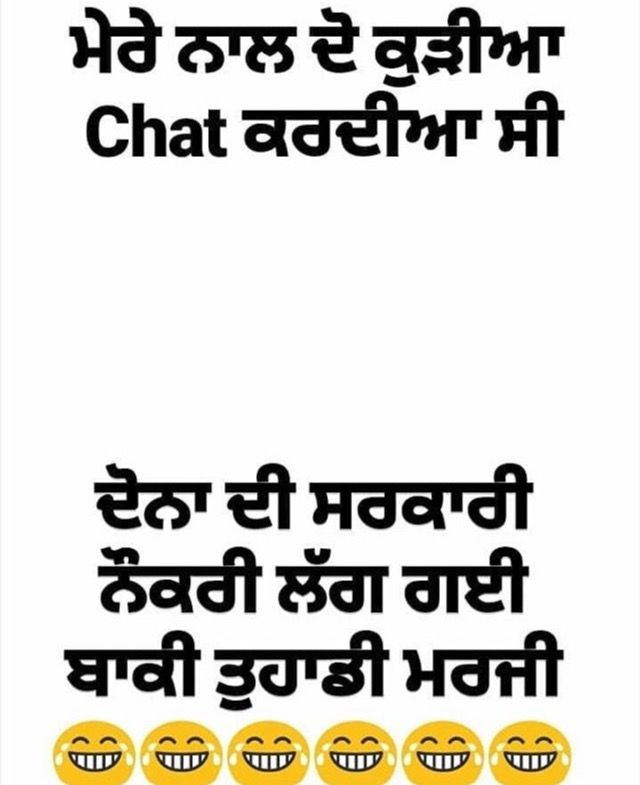 ਮੇਰੇ ਨਾਲ ਦੋ ਕੁੜੀਆ
Chat ਕਰਦੀਆ ਸੀ
ਦੋਨਾ ਦੀ ਸਰਕਾਰੀ
ਨੌਕਰੀ ਲੱਗ ਗਈ
ਬਾਕੀ ਤੁਹਾਡੀ ਮਰਜੀ
😂😂😂😂😂😂